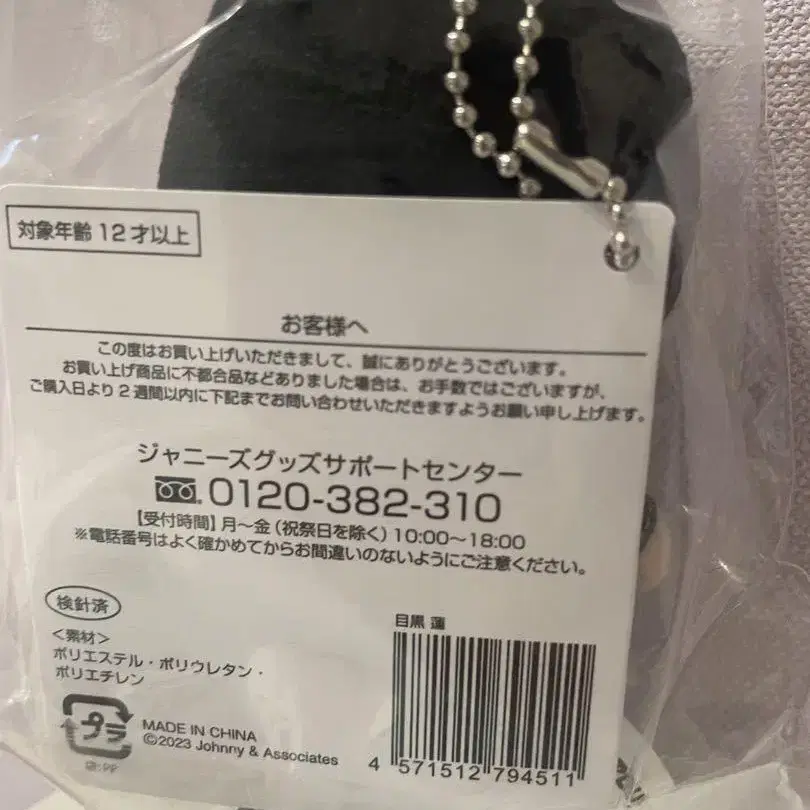 対象年齢 12才以上
お客様へ
この度はお買い上げいただきまして、誠にありがとうございます。
お買い上げ商品に不都合品などありました場合は、お手数ではございますが、
ご購入日より2週間以内に下記までお問い合わせいただきますようお願い申し上げます。
ジャニーズグッズサポートセンター
0120-382-310
【受付時間】月～金（祝祭日を除く）10:00～18:00
※電話番号はよく確かめてからお間違いのないようにご注意ください。
検針済
＜素材＞
ポリエステル・ポリウレタン・
ポリエチレン
プラ
袋:PP
MADE IN CHINA
©2023 Johnny & Associates
目黒 蓮
4 571512 794511